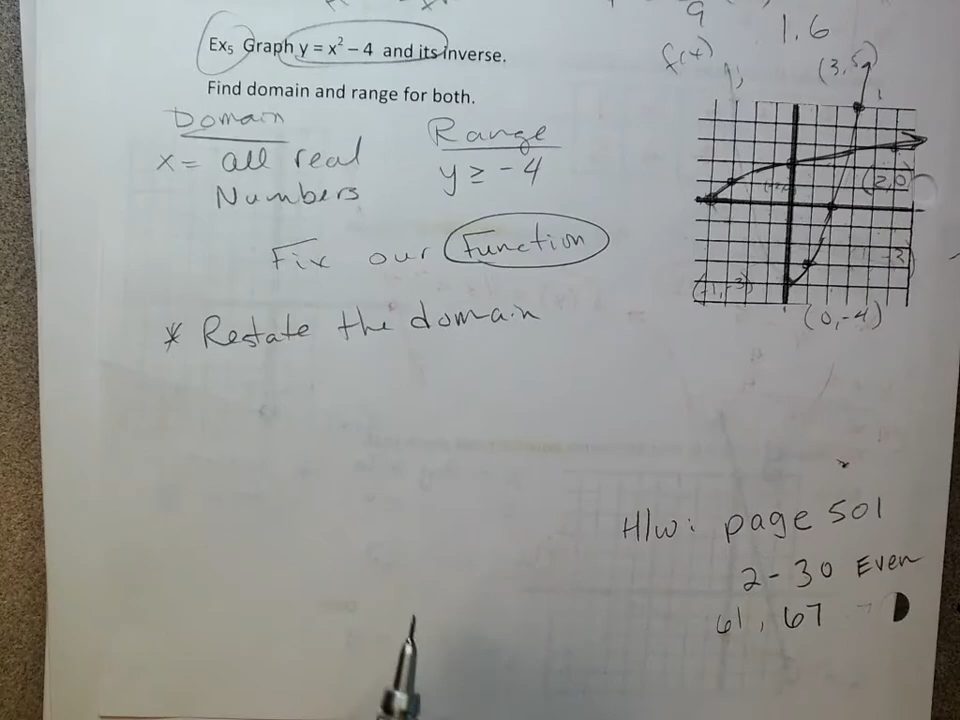 9
1.6
Ex5 Graph y = x² – 4 and its inverse.
f(x)
(3,5)
Find domain and range for both.
Domain
Range
x = all real
Numbers
y ≥ -4
(2,0)
Fix our Function
(-1,-3)
(0,-4)
* Restate the domain
H/w: page 501
2-30 Even
61, 67